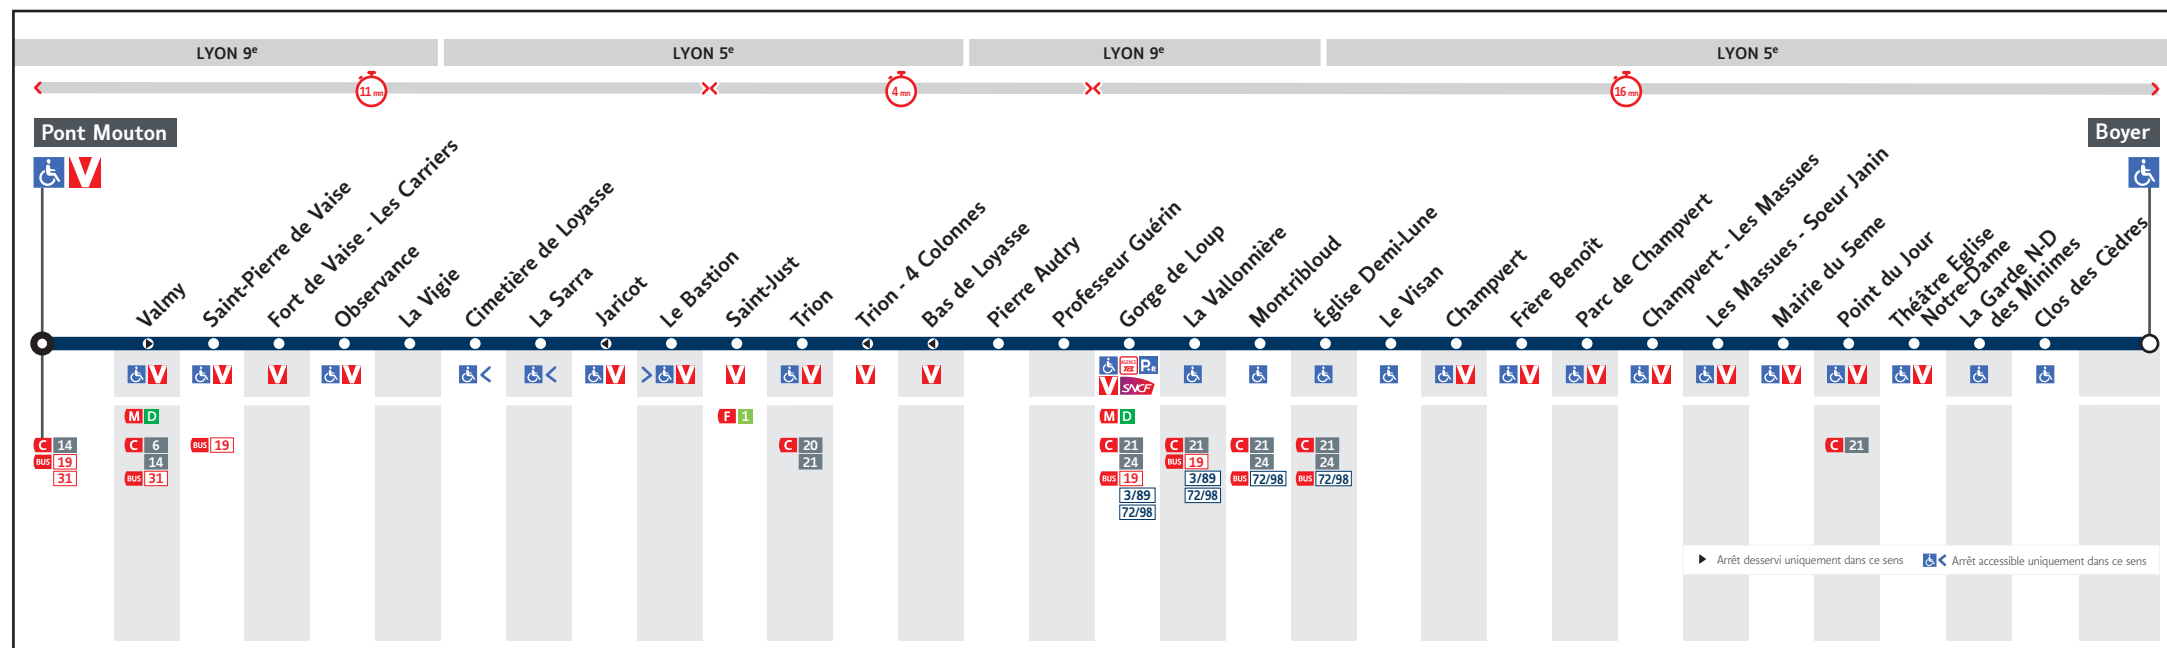 LYON 9e
LYON 5e
LYON 9e
LYON 5e
11 mn
4 mn
16 mn
Pont Mouton
Boyer
V
Valmy
Saint-Pierre de Vaise
Fort de Vaise - Les Carriers
Observance
La Vigie
Cimetière de Loyasse
La Sarra
Jaricot
Le Bastion
Saint-Just
Trion
Trion - 4 Colonnes
Bas de Loyasse
Pierre Audry
Professeur Guérin
Gorge de Loup
La Vallonnière
Montribloud
Église Demi-Lune
Le Visan
Champvert
Frère Benoît
Parc de Champvert
Champvert - Les Massues
Les Massues - Soeur Janin
Mairie du 5eme
Point du Jour
Théâtre Eglise
Notre-Dame
La Garde N-D
des Minimes
Clos des Cèdres
V
V
V
V
<
<
V
> V
V
V
V
V
AGENCE TCL P+R
V SNCF
V
V
V
V
V
V
V
V
M D
F 1
M D
C 14
BUS 19
31
C 6
14
BUS 31
BUS 19
C 20
21
C 21
24
BUS 19
3/89
72/98
C 21
BUS 19
3/89
72/98
C 21
24
BUS 72/98
C 21
24
BUS 72/98
C 21
Arrêt desservi uniquement dans ce sens
< Arrêt accessible uniquement dans ce sens